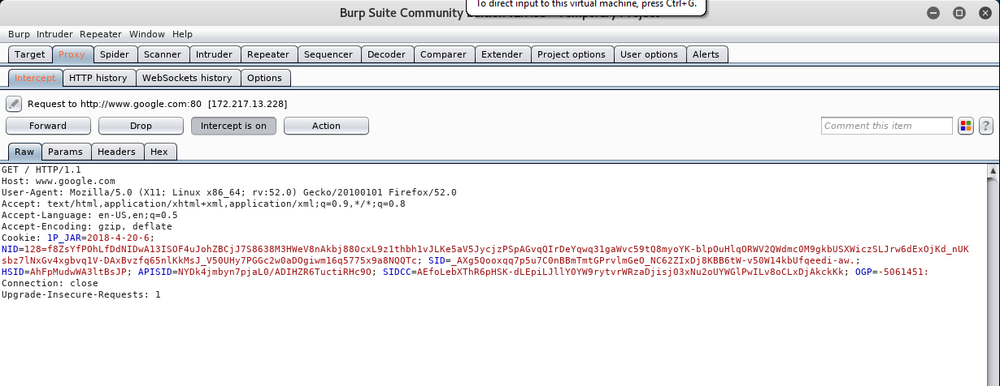 To direct input to this virtual machine, press Ctrl+G.
Burp Suite Community
Burp Intruder Repeater Window Help
Target Proxy Spider Scanner Intruder Repeater Sequencer Decoder Comparer Extender Project options User options Alerts
Intercept HTTP history WebSockets history Options
Request to http://www.google.com:80 [172.217.13.228]
Forward Drop Intercept is on Action Comment this item ?
Raw Params Headers Hex
GET / HTTP/1.1
Host: www.google.com
User-Agent: Mozilla/5.0 (X11; Linux x86_64; rv:52.0) Gecko/20100101 Firefox/52.0
Accept: text/html,application/xhtml+xml,application/xml;q=0.9,*/*;q=0.8
Accept-Language: en-US,en;q=0.5
Accept-Encoding: gzip, deflate
Cookie: 1P_JAR=2018-4-20-6;
NID=128=f8ZsYfPOhLfDdNIDwA13ISOF4uJohZBCjJ7S8638M3HWeV8nAkbj880cxL9z1thbh1vJLKe5aV5JycjzPSpAGvqQIrDeYqwq31gaWvc59tQ8myoYK-blpOuHlqORWV2QWdmc0M9gkbUSXWiczSLJrw6dExOjKd_nUK
sbz7lNxGv4xgbvq1V-DAxBvzfq65nlKkMsJ_V50UHy7PGGc2w0aDOgiwm16q5775x9a8NQQTc; SID=_AXg5Qooxqq7p5u7C0nBBmTmtGPrvlmGeO_NC62ZIxDj8KBB6tW-v50W14kbUfqeedi-aw.;
HSID=AhFpMudwWA3ltBsJP; APISID=NYDk4jmbyn7pjaL0/ADIHZR6TuctiRHc9O; SIDCC=AEfoLebXThR6pHSK-dLEpiLJllY0YW9rytvrWRzaDjisj03xNu2oUYWGlPwILv8oCLxDjAkckKk; OGP=-5061451:
Connection: close
Upgrade-Insecure-Requests: 1